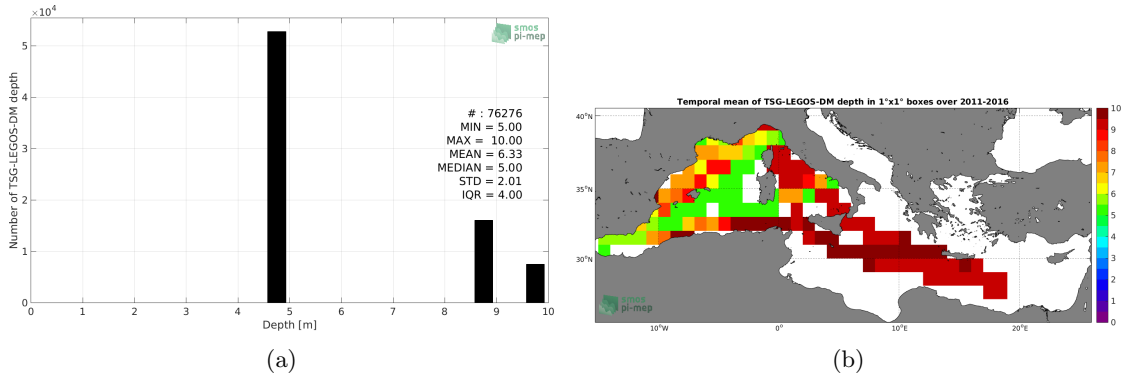 ×10⁴
5
4
3
2
1
0
Number of TSG-LEGOS-DM depth
smos
pi-mep
# : 76276
MIN = 5.00
MAX = 10.00
MEAN = 6.33
MEDIAN = 5.00
STD = 2.01
IQR = 4.00
0 1 2 3 4 5 6 7 8 9 10
Depth [m]
(a)
Temporal mean of TSG-LEGOS-DM depth in 1°x1° boxes over 2011-2016
40°N
35°N
30°N
10°W 0° 10°E 20°E
smos
pi-mep
10
9
8
7
6
5
4
3
2
1
0
(b)